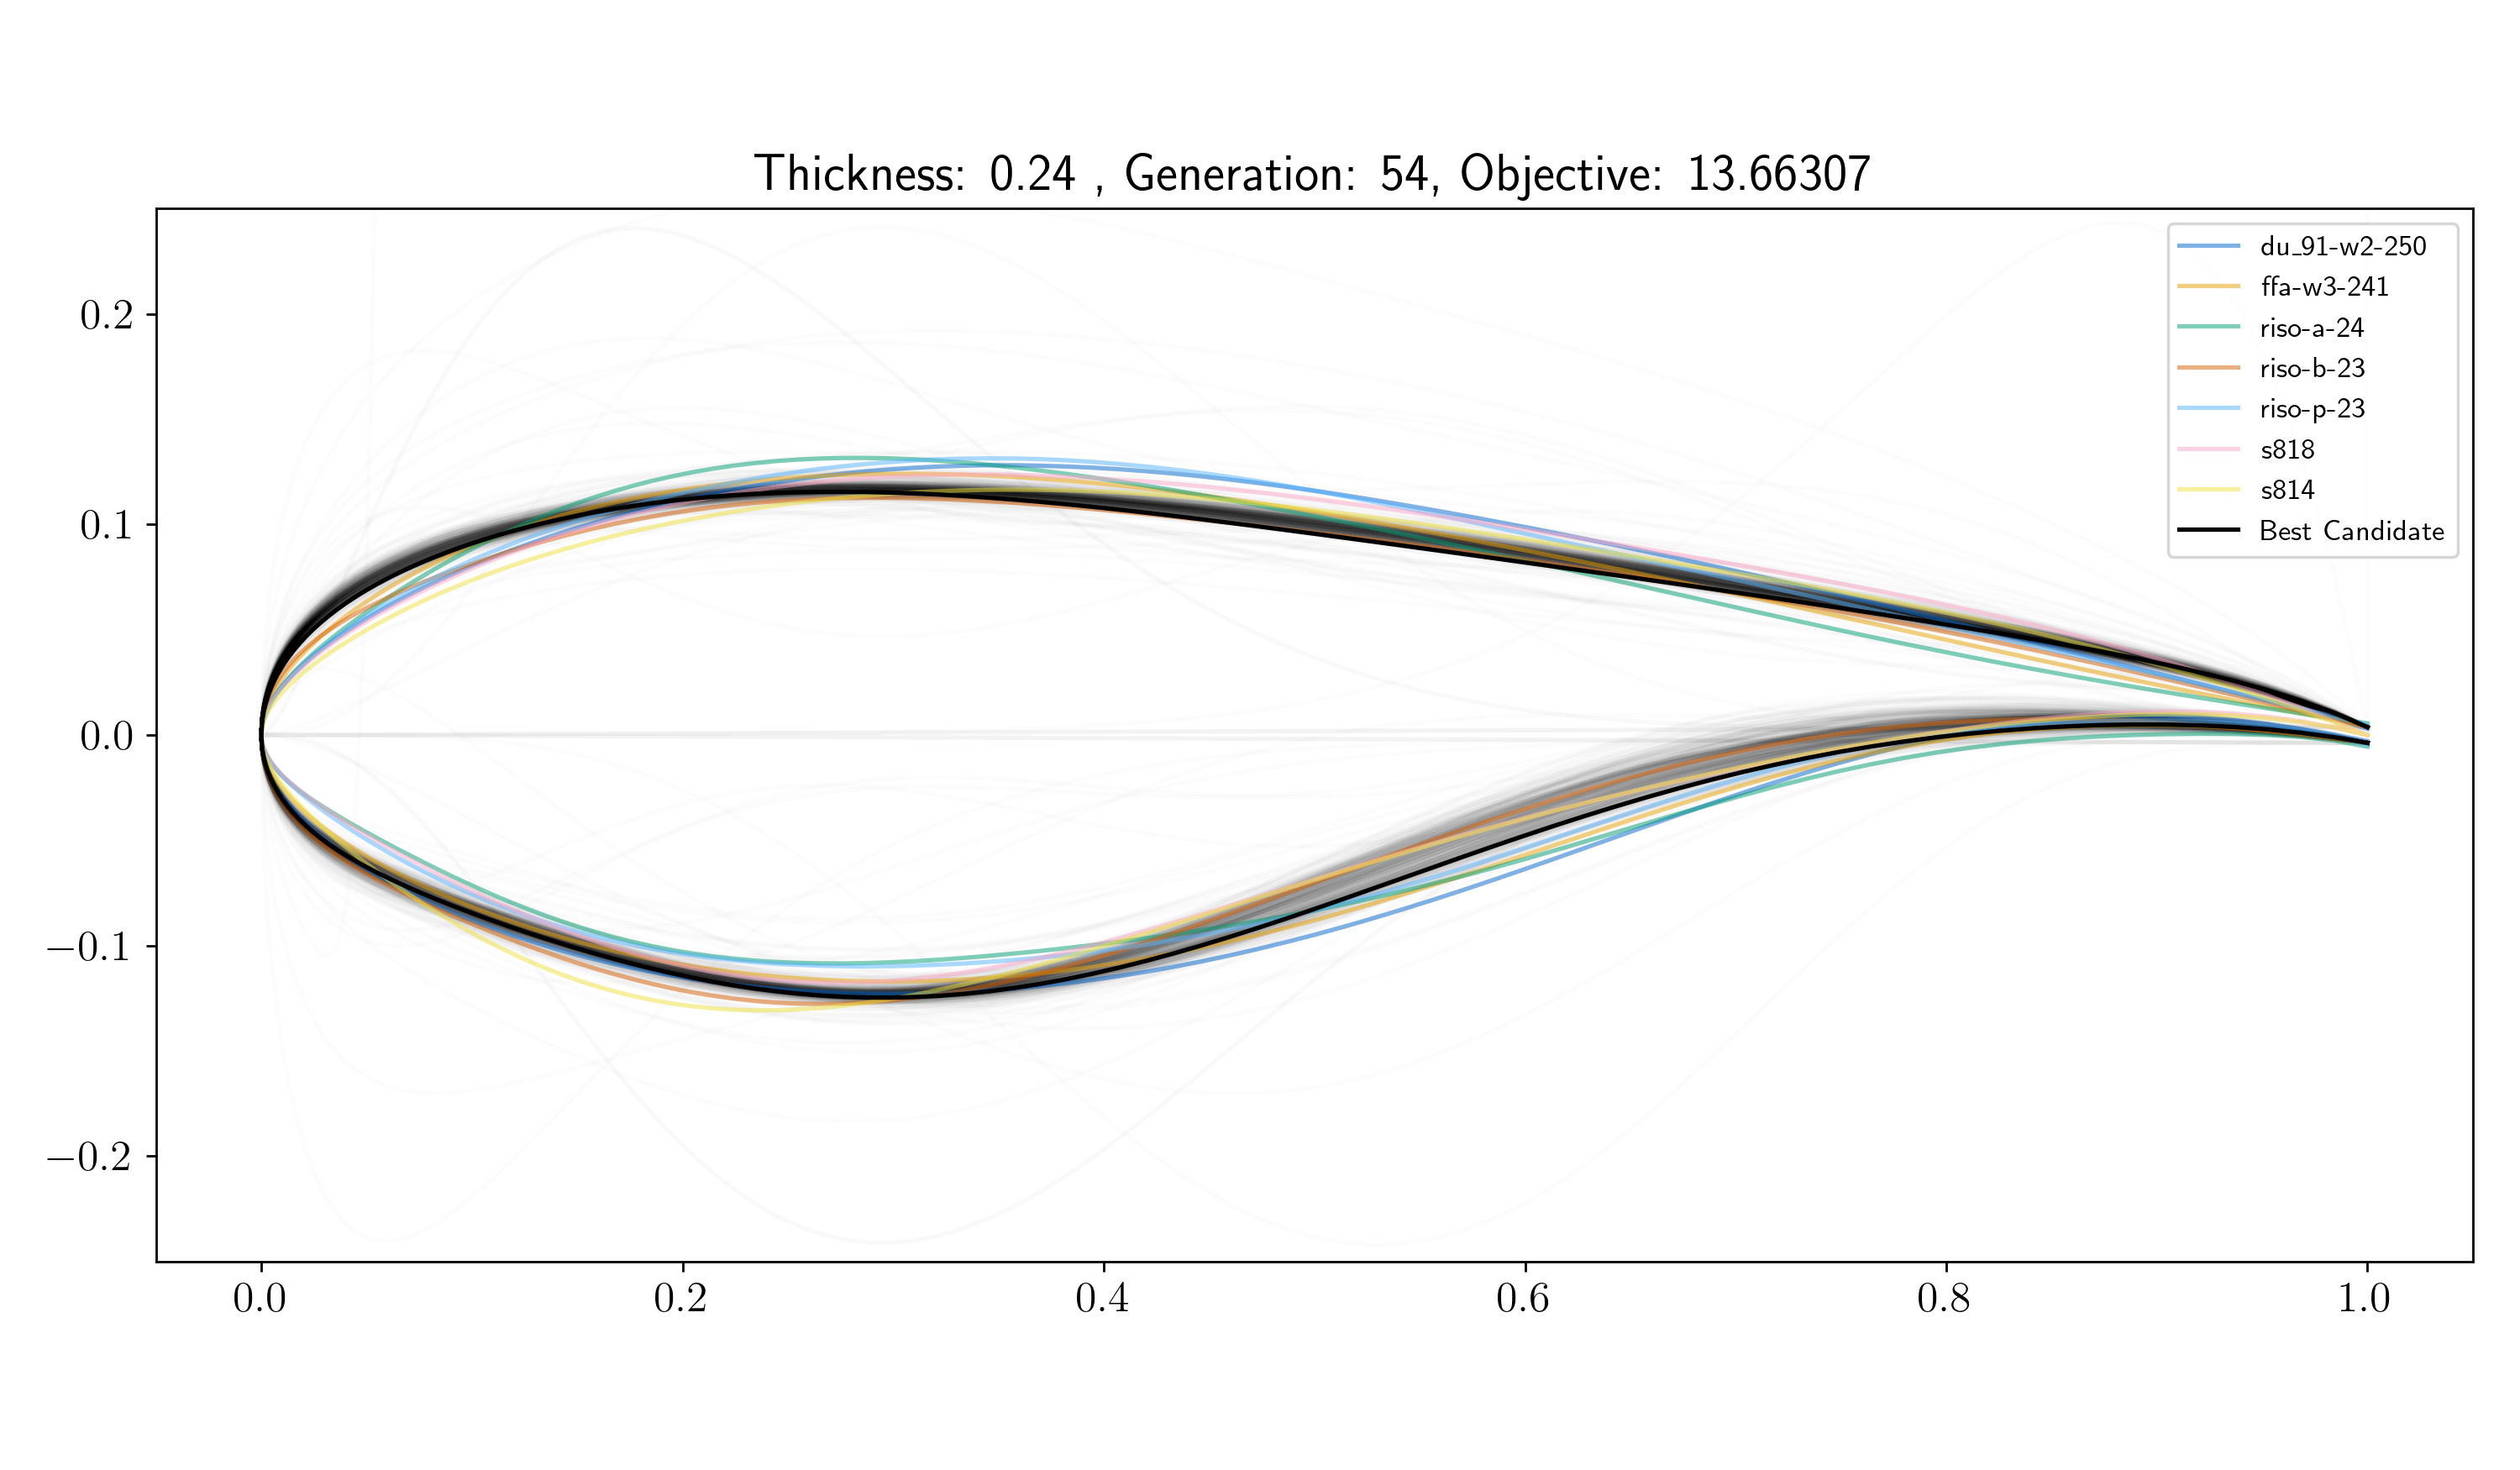 Thickness: 0.24 , Generation: 54, Objective: 13.66307
du_91-w2-250
ffa-w3-241
riso-a-24
riso-b-23
riso-p-23
s818
s814
Best Candidate
0.2
0.1
0.0
−0.1
−0.2
0.0 0.2 0.4 0.6 0.8 1.0